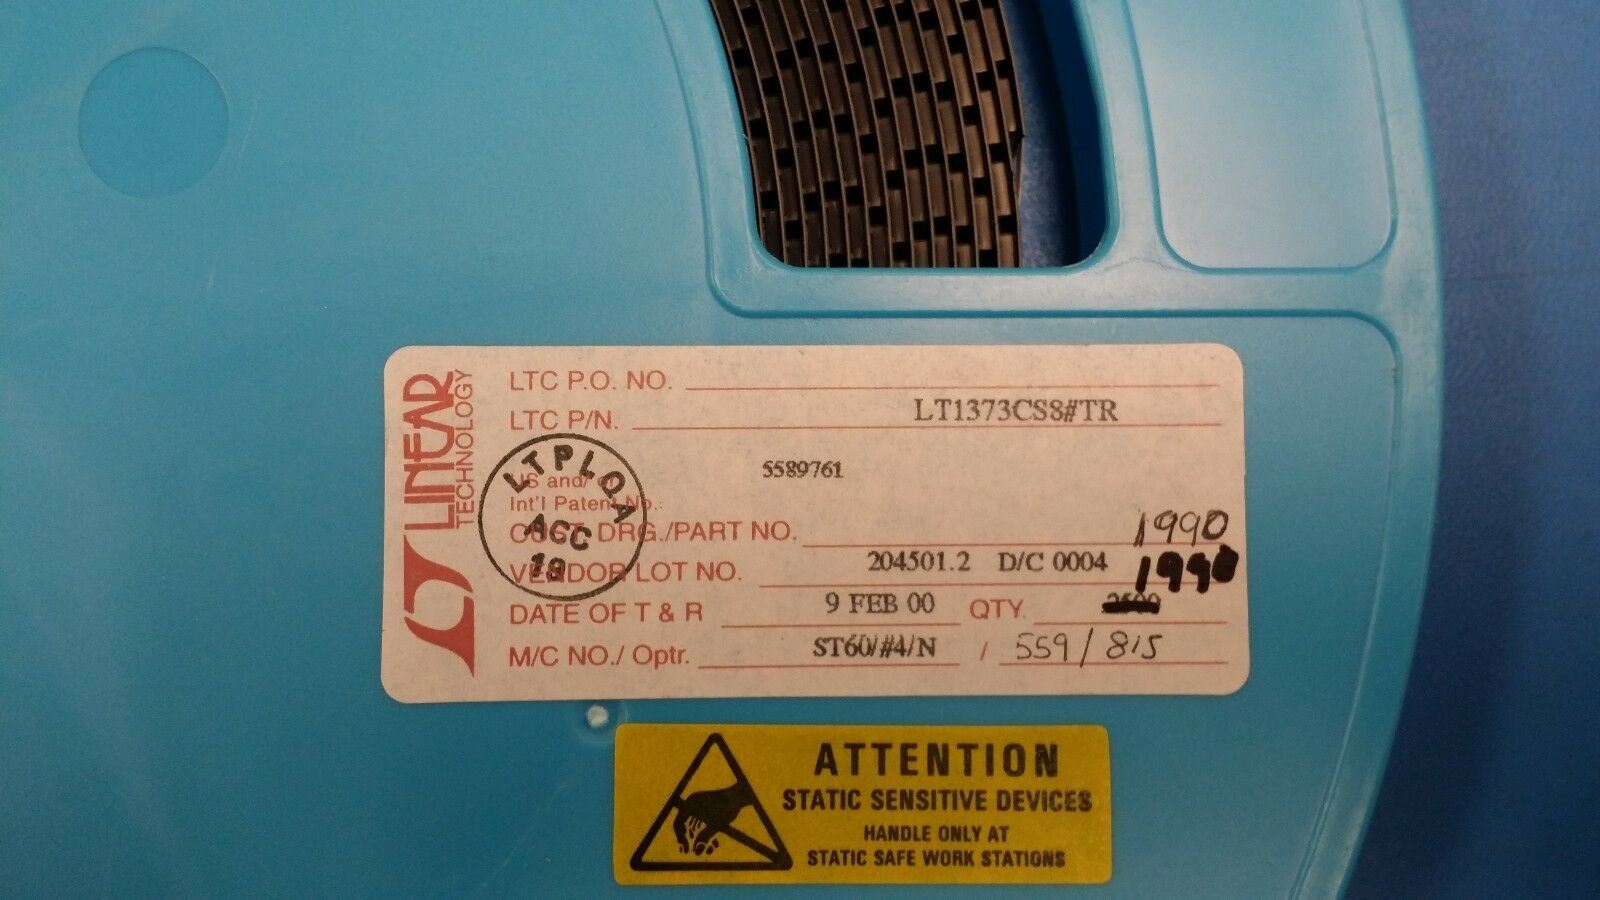 LINEAR
TECHNOLOGY
LTC P.O. NO.
LTC P/N. LT1373CS8#TR
5589761
US and/
Int'l Patent No.:
LTPLQA
ACC
CUST. DRG./PART NO. 1990
VENDOR LOT NO. 204501.2 D/C 0004 1990
DATE OF T & R 9 FEB 00 QTY. 2500
M/C NO./ Optr. ST60/#4/N / 559/815
ATTENTION
STATIC SENSITIVE DEVICES
HANDLE ONLY AT
STATIC SAFE WORK STATIONS